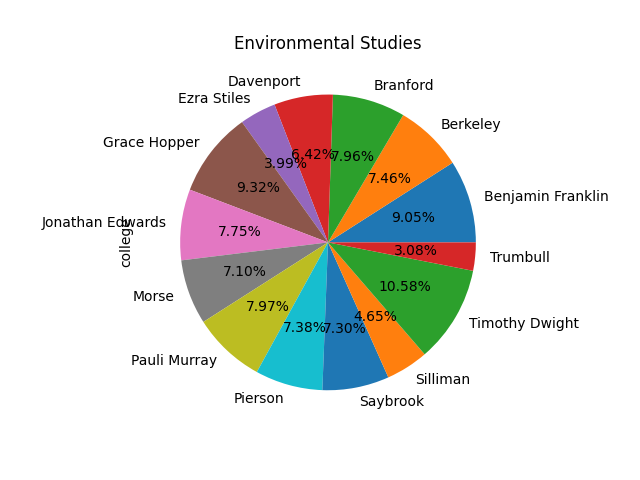 Environmental Studies
Davenport
Branford
Ezra Stiles
Berkeley
Grace Hopper
Benjamin Franklin
Jonathan Edwards
college
Trumbull
Morse
Timothy Dwight
Pauli Murray
Silliman
Pierson
Saybrook
6.42%
7.96%
3.99%
7.46%
9.32%
9.05%
7.75%
3.08%
7.10%
10.58%
7.97%
4.65%
7.38%
7.30%